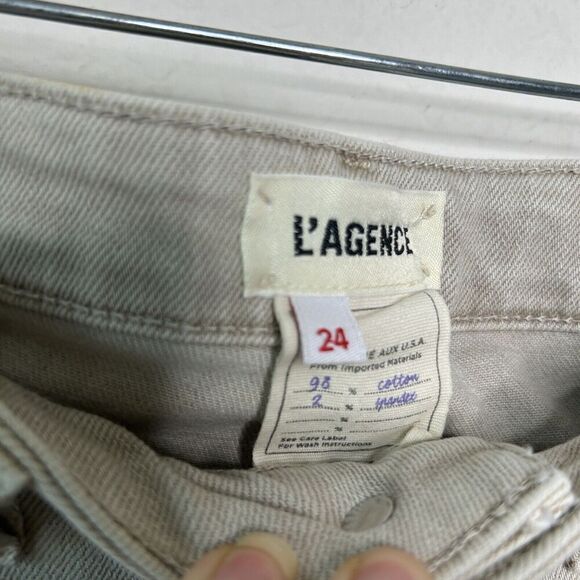 L'AGENCE
24
E AUX U.S.A.
From Imported Materials
98 % cotton
2 % spandex
%
%
See Care Label
For Wash Instructions